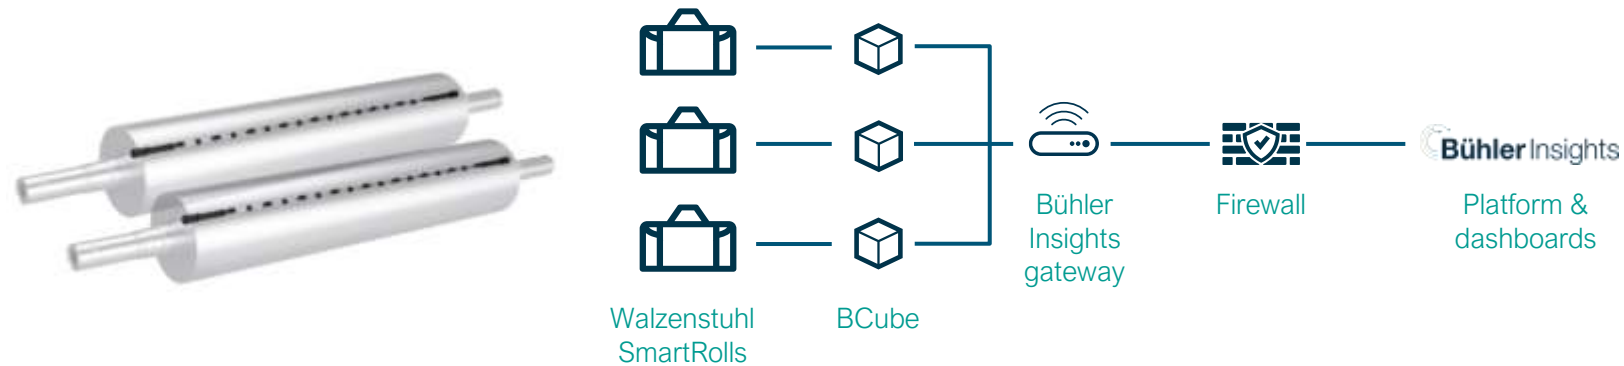 Bühler Insights
Bühler
Insights
gateway
Firewall
Platform &
dashboards
Walzenstuhl
SmartRolls
BCube